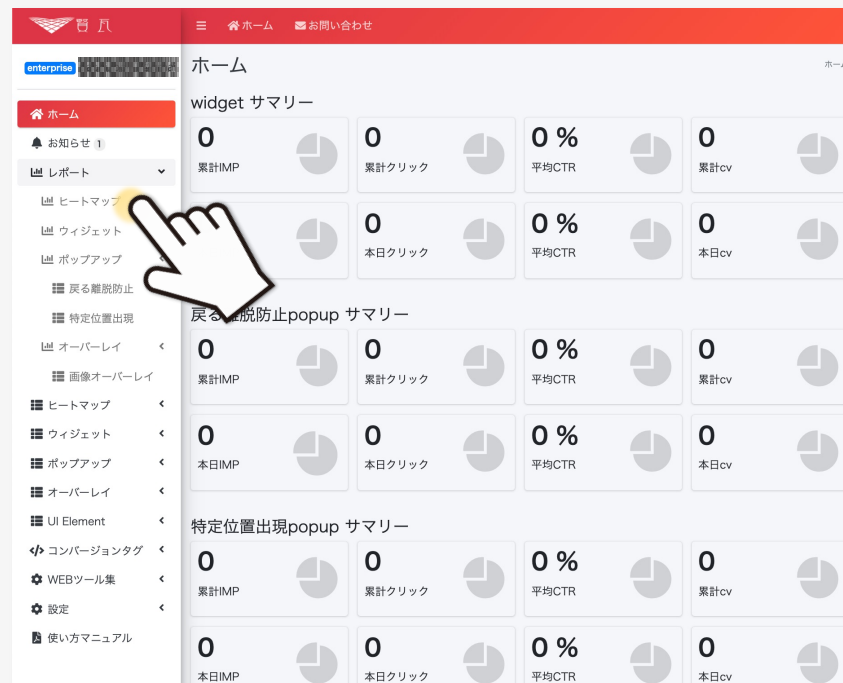 ホーム
お問い合わせ
enterprise
ホーム
お知らせ 1
レポート
ヒートマップ
ウィジェット
ポップアップ
戻る離脱防止
特定位置出現
オーバーレイ
画像オーバーレイ
ヒートマップ
ウィジェット
ポップアップ
オーバーレイ
UI Element
コンバージョンタグ
WEBツール集
設定
使い方マニュアル
ホーム
widget サマリー
0 0 0 % 0
累計IMP 累計クリック 平均CTR 累計cv
0 0 % 0
本日クリック 平均CTR 本日cv
戻る離脱防止popup サマリー
0 0 0 % 0
累計IMP 累計クリック 平均CTR 累計cv
0 0 0 % 0
本日IMP 本日クリック 平均CTR 本日cv
特定位置出現popup サマリー
0 0 0 % 0
累計IMP 累計クリック 平均CTR 累計cv
0 0 0 % 0
本日IMP 本日クリック 平均CTR 本日cv